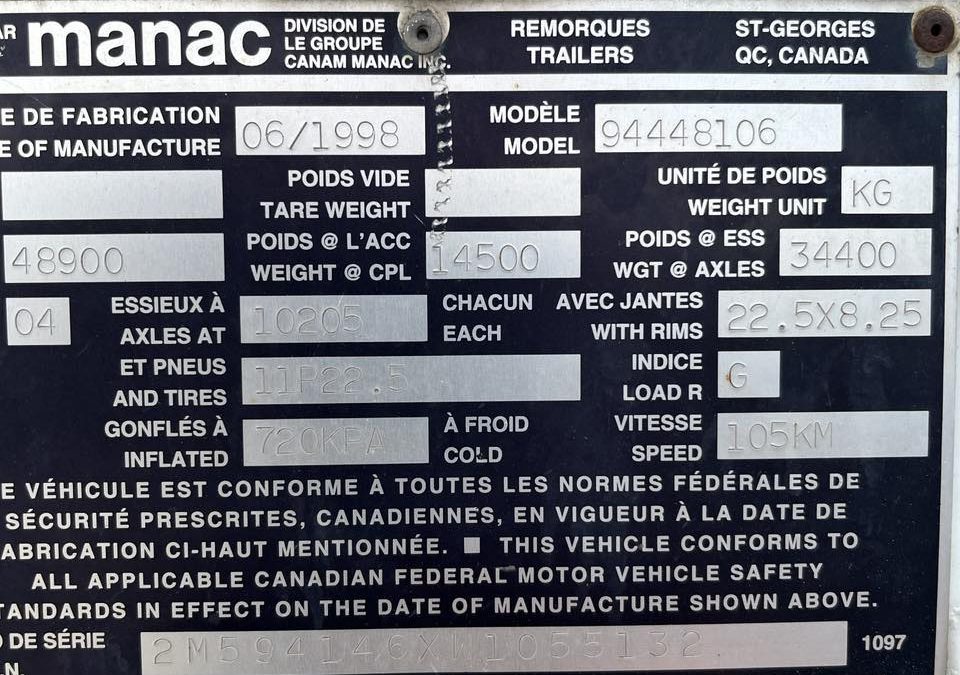 AR manac DIVISION DE REMORQUES ST-GEORGES
LE GROUPE TRAILERS QC, CANADA
CANAM MANAC INC.
E DE FABRICATION 06/1998 MODÈLE 94448106
E OF MANUFACTURE MODEL
POIDS VIDE UNITÉ DE POIDS KG
TARE WEIGHT WEIGHT UNIT
48900 POIDS @ L'ACC 14500 POIDS @ ESS 34400
WEIGHT @ CPL WGT @ AXLES
04 ESSIEUX À 10205 CHACUN AVEC JANTES 22.5X8.25
AXLES AT EACH WITH RIMS
ET PNEUS 11R22.5 INDICE G
AND TIRES LOAD R
GONFLÉS À 720KPA À FROID VITESSE 105KM
INFLATED COLD SPEED
E VÉHICULE EST CONFORME À TOUTES LES NORMES FÉDÉRALES DE
SÉCURITÉ PRESCRITES, CANADIENNES, EN VIGUEUR À LA DATE DE
ABRICATION CI-HAUT MENTIONNÉE. ■ THIS VEHICLE CONFORMS TO
ALL APPLICABLE CANADIAN FEDERAL MOTOR VEHICLE SAFETY
TANDARDS IN EFFECT ON THE DATE OF MANUFACTURE SHOWN ABOVE.
DE SÉRIE 2M594146XW1055132. 1097
.N.